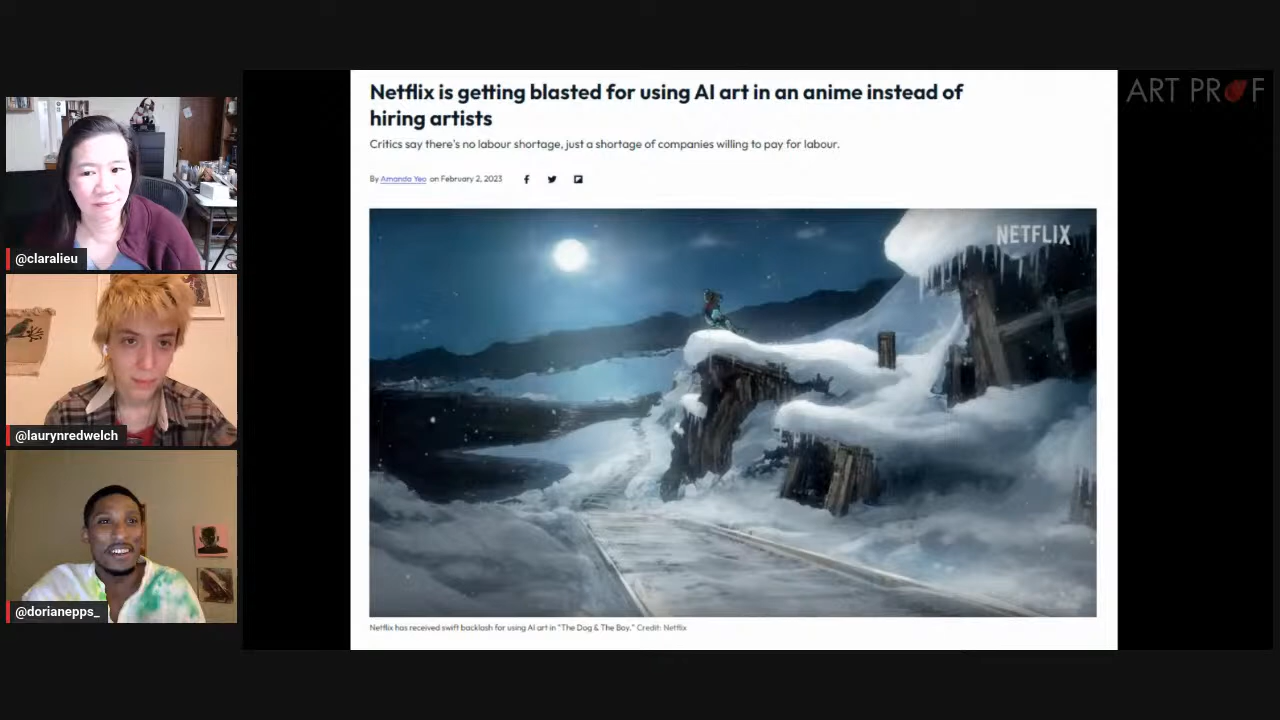 Netflix is getting blasted for using AI art in an anime instead of
hiring artists
Critics say there's no labour shortage, just a shortage of companies willing to pay for labour.
By Amanda Yeo on February 2, 2023
NETFLIX
Netflix has received swift backlash for using AI art in "The Dog & The Boy." Credit: Netflix
ART PROF
@claralieu
@laurynredwelch
@dorianepps_